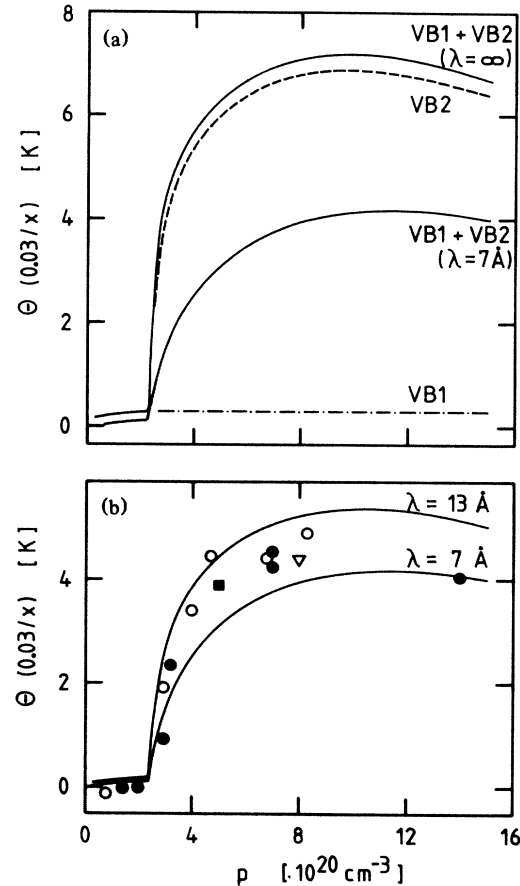 (a)
VB1 + VB2
(λ = ∞)
VB2
VB1 + VB2
(λ = 7Å)
VB1
8
6
4
2
0
Θ (0.03/x) [K]
(b)
λ = 13 Å
λ = 7 Å
4
2
0
Θ (0.03/x) [K]
0 4 8 12 16
p [·10²⁰ cm⁻³]